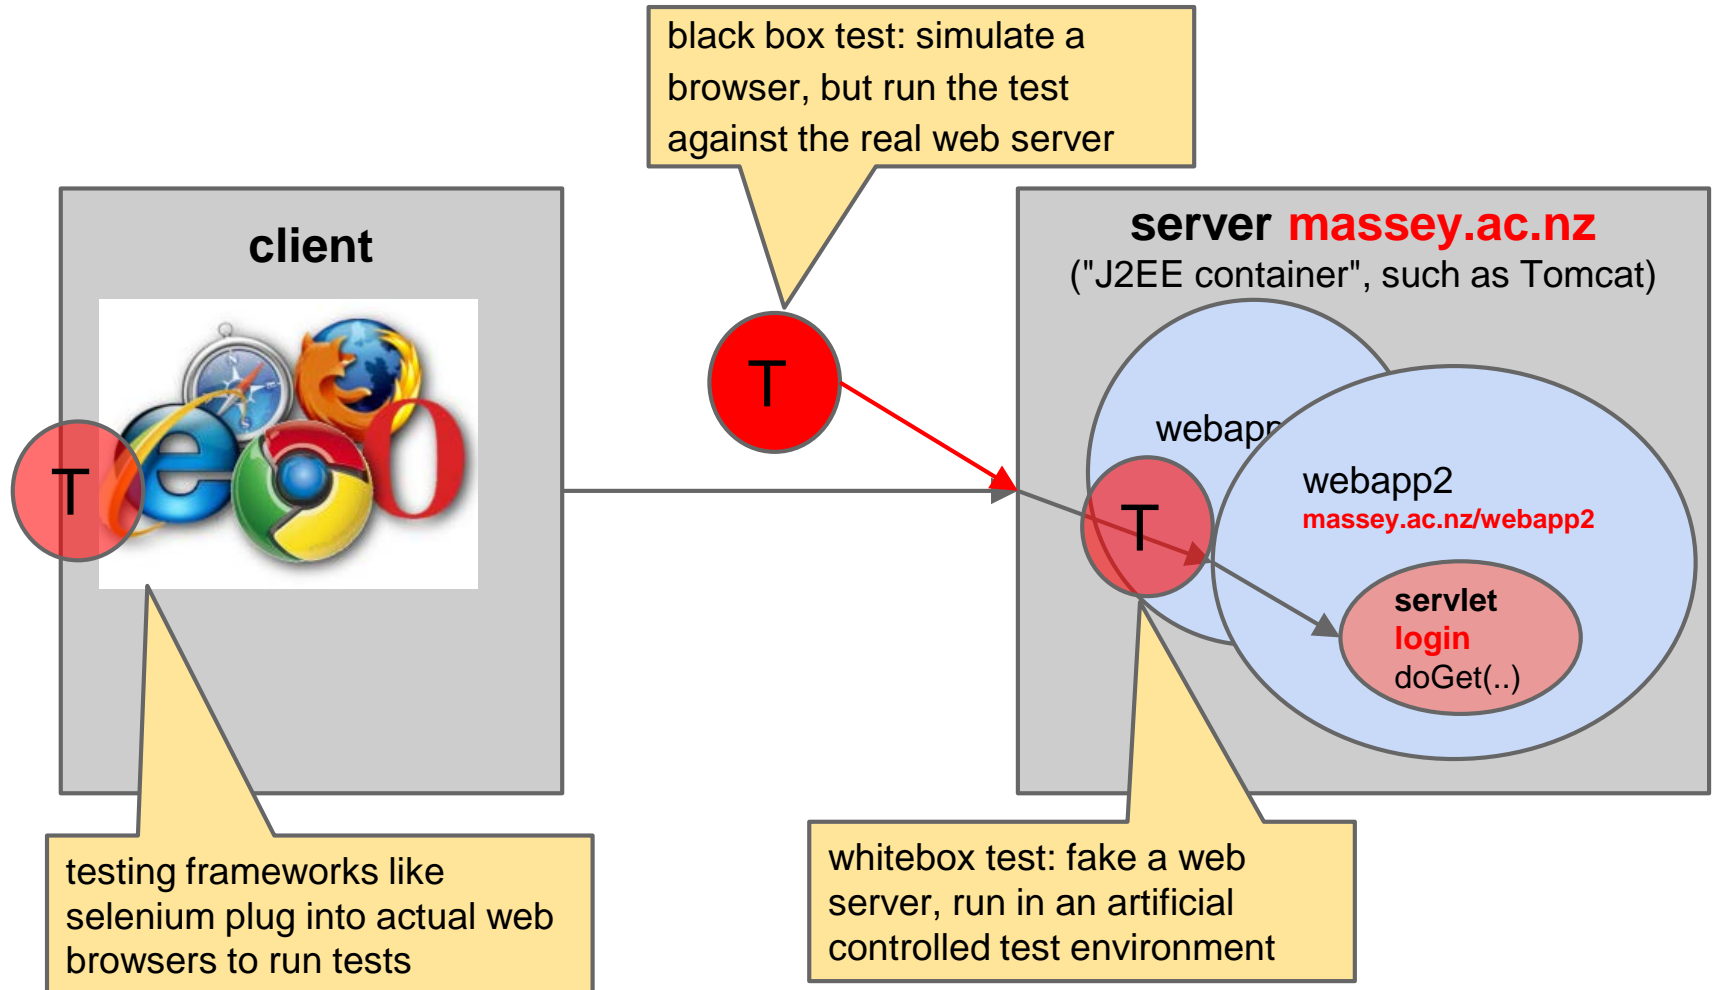 black box test: simulate a
browser, but run the test
against the real web server
client
T
T
server massey.ac.nz
("J2EE container", such as Tomcat)
webapp
T
webapp2
massey.ac.nz/webapp2
servlet
login
doGet(..)
testing frameworks like
selenium plug into actual web
browsers to run tests
whitebox test: fake a web
server, run in an artificial
controlled test environment